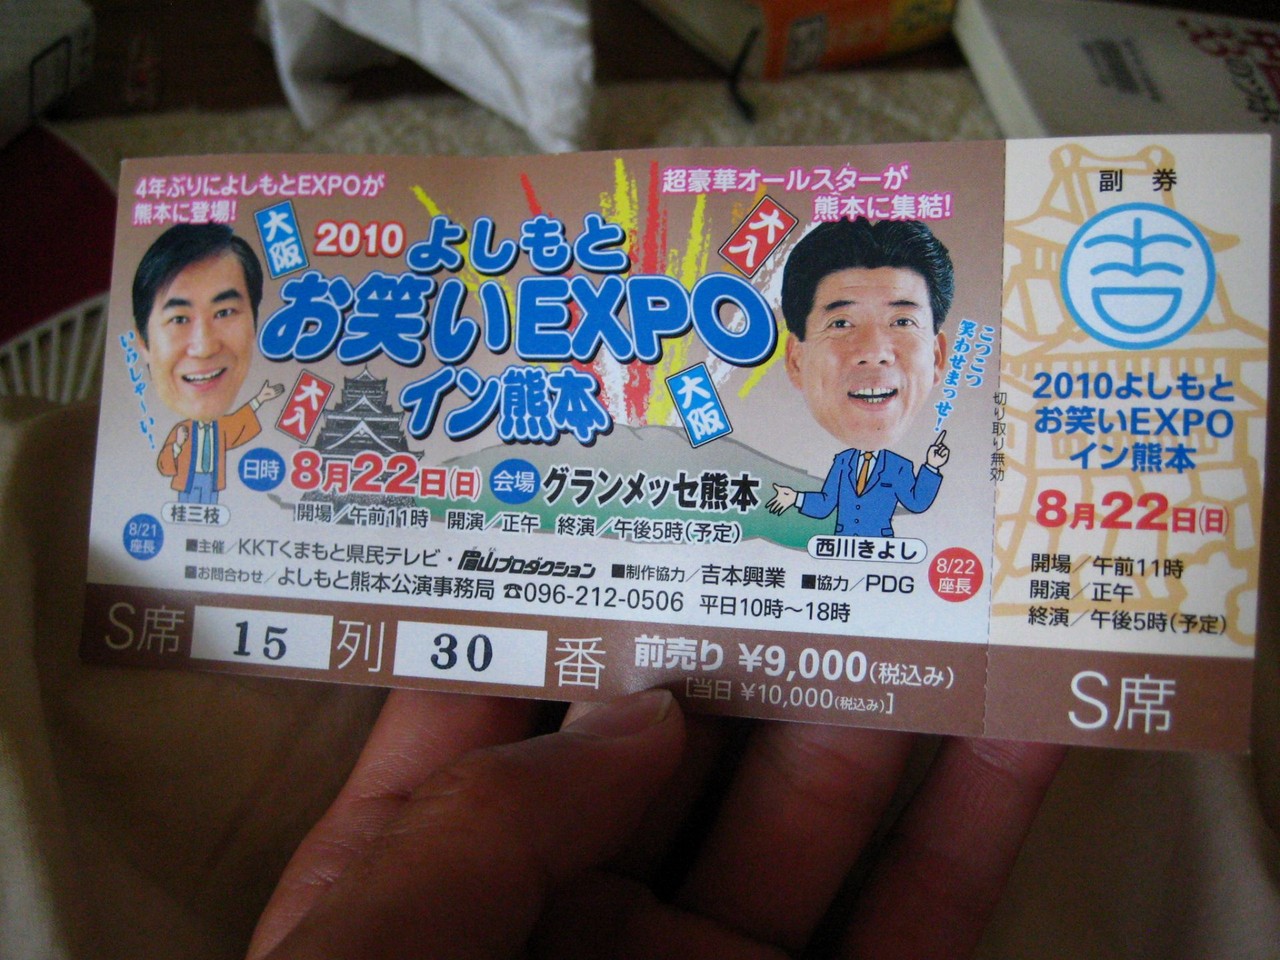 4年ぶりによしもとEXPOが
熊本に登場!
超豪華オールスターが
熊本に集結!
大阪
大入
2010 よしもと
お笑いEXPO
イン熊本
いらっしゃ〜い!
こっこつ
笑わせまっせ!
大入
大阪
日時 8月22日(日) 会場 グランメッセ熊本
開場/午前11時 開演/正午 終演/午後5時(予定)
桂三枝
8/21
座長
西川きよし
8/22
座長
■主催/KKTくまもと県民テレビ・プロダクション ■制作協力/吉本興業 ■協力/PDG
■お問合わせ/よしもと熊本公演事務局 ☎096-212-0506 平日10時〜18時
S席 15 列 30 番 前売り ¥9,000(税込み)
[当日 ¥10,000(税込み)]
切り取り無効
副券
吉
2010よしもと
お笑いEXPO
イン熊本
8月22日(日)
開場/午前11時
開演/正午
終演/午後5時(予定)
S席